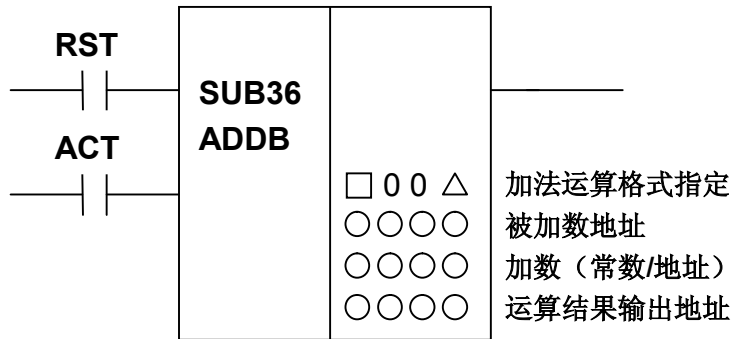 RST
SUB36
ADDB
ACT
□ 0 0 △ 加法运算格式指定
○○○○ 被加数地址
○○○○ 加数（常数/地址）
○○○○ 运算结果输出地址